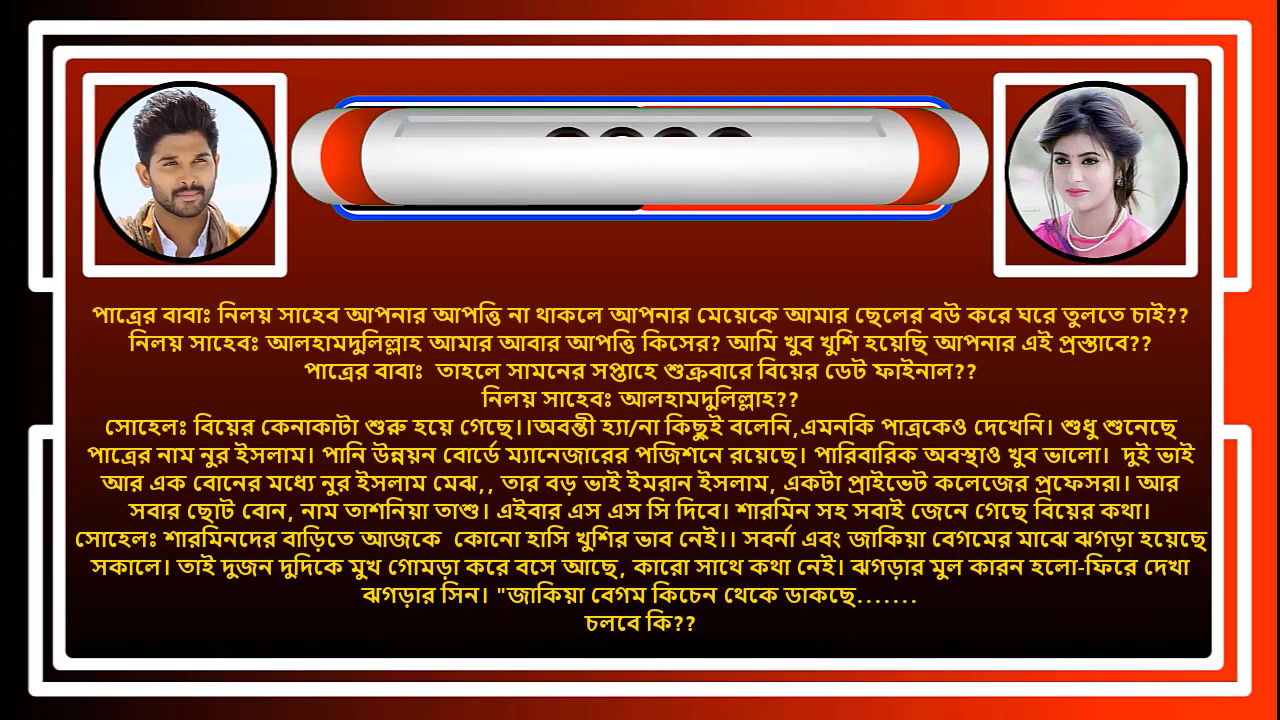 পাত্রের বাবাঃ নিলয় সাহেব আপনার আপত্তি না থাকলে আপনার মেয়েকে আমার ছেলের বউ করে ঘরে তুলতে চাই??
নিলয় সাহেবঃ আলহামদুলিল্লাহ আমার আবার আপত্তি কিসের? আমি খুব খুশি হয়েছি আপনার এই প্রস্তাবে??
পাত্রের বাবাঃ তাহলে সামনের সপ্তাহে শুক্রবারে বিয়ের ডেট ফাইনাল??
নিলয় সাহেবঃ আলহামদুলিল্লাহ??
সোহেলঃ বিয়ের কেনাকাটা শুরু হয়ে গেছে।।অবন্তী হ্যা/না কিছুই বলেনি,এমনকি পাত্রকেও দেখেনি। শুধু শুনেছে
পাত্রের নাম নুর ইসলাম। পানি উন্নয়ন বোর্ডে ম্যানেজারের পজিশনে রয়েছে। পারিবারিক অবস্থাও খুব ভালো। দুই ভাই
আর এক বোনের মধ্যে নুর ইসলাম মেঝ,, তার বড় ভাই ইমরান ইসলাম, একটা প্রাইভেট কলেজের প্রফেসর।। আর
সবার ছোট বোন, নাম তাশনিয়া তাশু। এইবার এস এস সি দিবে। শারমিন সহ সবাই জেনে গেছে বিয়ের কথা।
সোহেলঃ শারমিনদের বাড়িতে আজকে কোনো হাসি খুশির ভাব নেই।। সবর্না এবং জাকিয়া বেগমের মাঝে ঝগড়া হয়েছে
সকালে। তাই দুজন দুদিকে মুখ গোমড়া করে বসে আছে, কারো সাথে কথা নেই। ঝগড়ার মুল কারন হলো-ফিরে দেখা
ঝগড়ার সিন। "জাকিয়া বেগম কিচেন থেকে ডাকছে.......
চলবে কি??